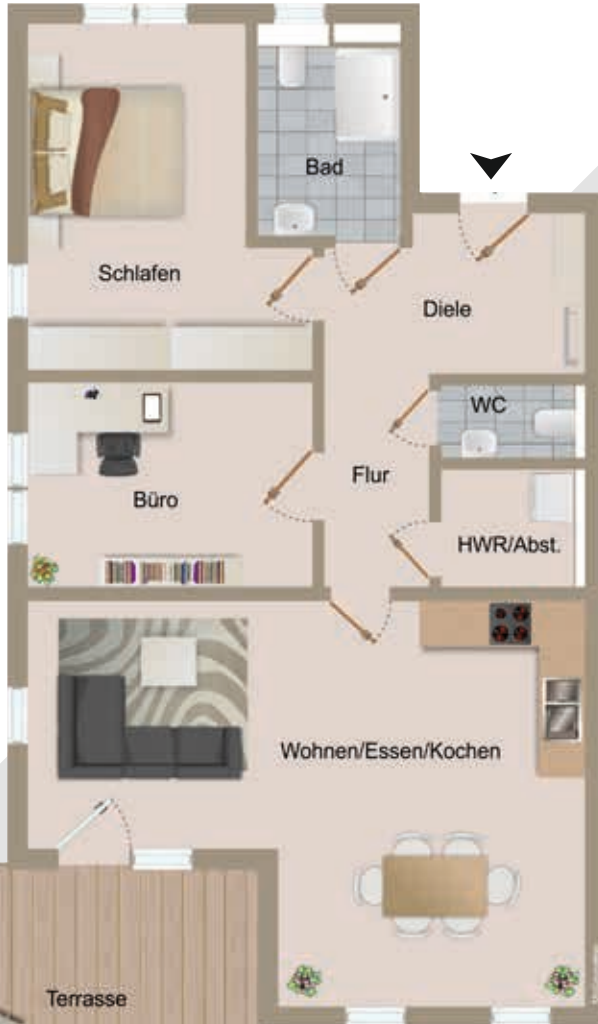 Bad
Schlafen
Diele
WC
Flur
Büro
HWR/Abst.
Wohnen/Essen/Kochen
Terrasse